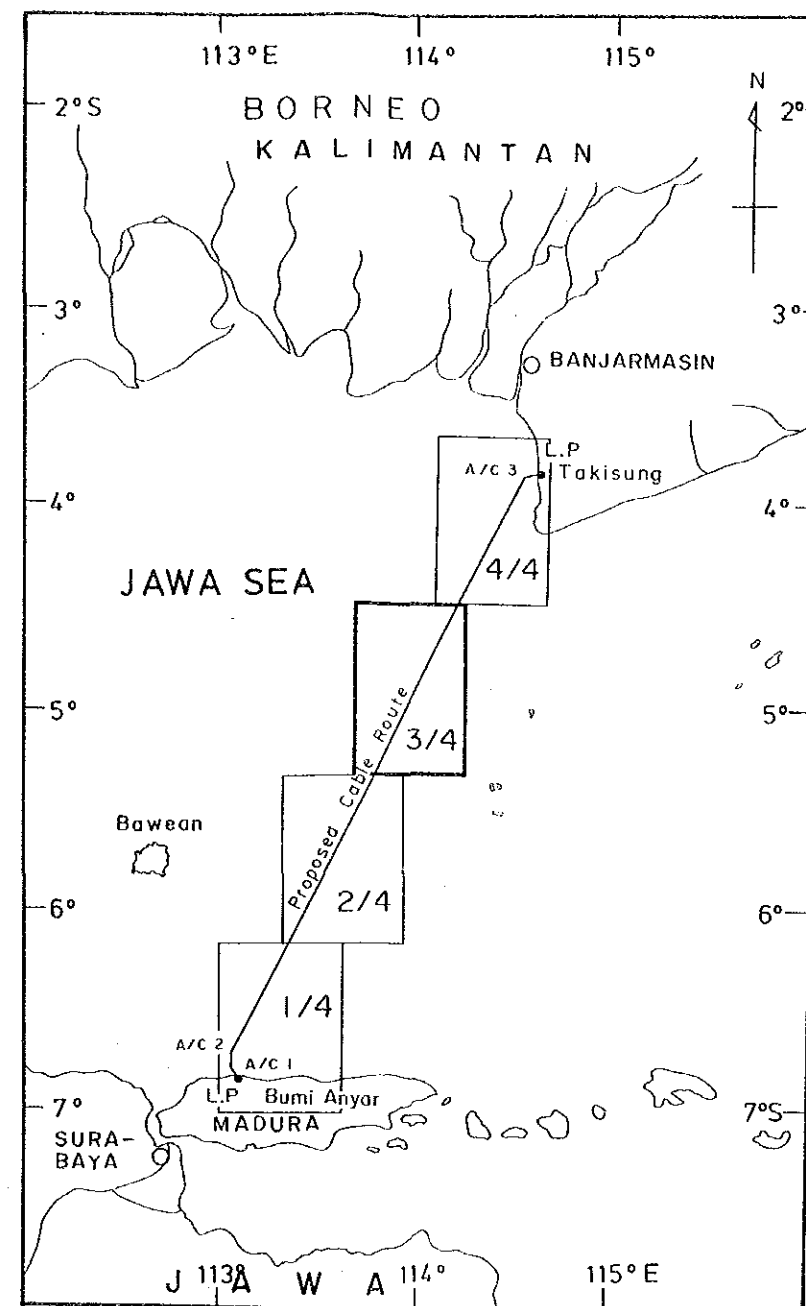 113°E 114° 115°
N
2°S 2°
BORNEO
KALIMANTAN
3° 3°
BANJARMASIN
L.P
A/C 3 Takisung
4° 4°
4/4
JAWA SEA
5° 5°
3/4
Proposed Cable Route
Bawean
2/4
6° 6°
1/4
A/C 2
A/C 1
L.P Bumi Anyar
7° 7°S
MADURA
SURA-
BAYA
JAWA
113° 114° 115°E